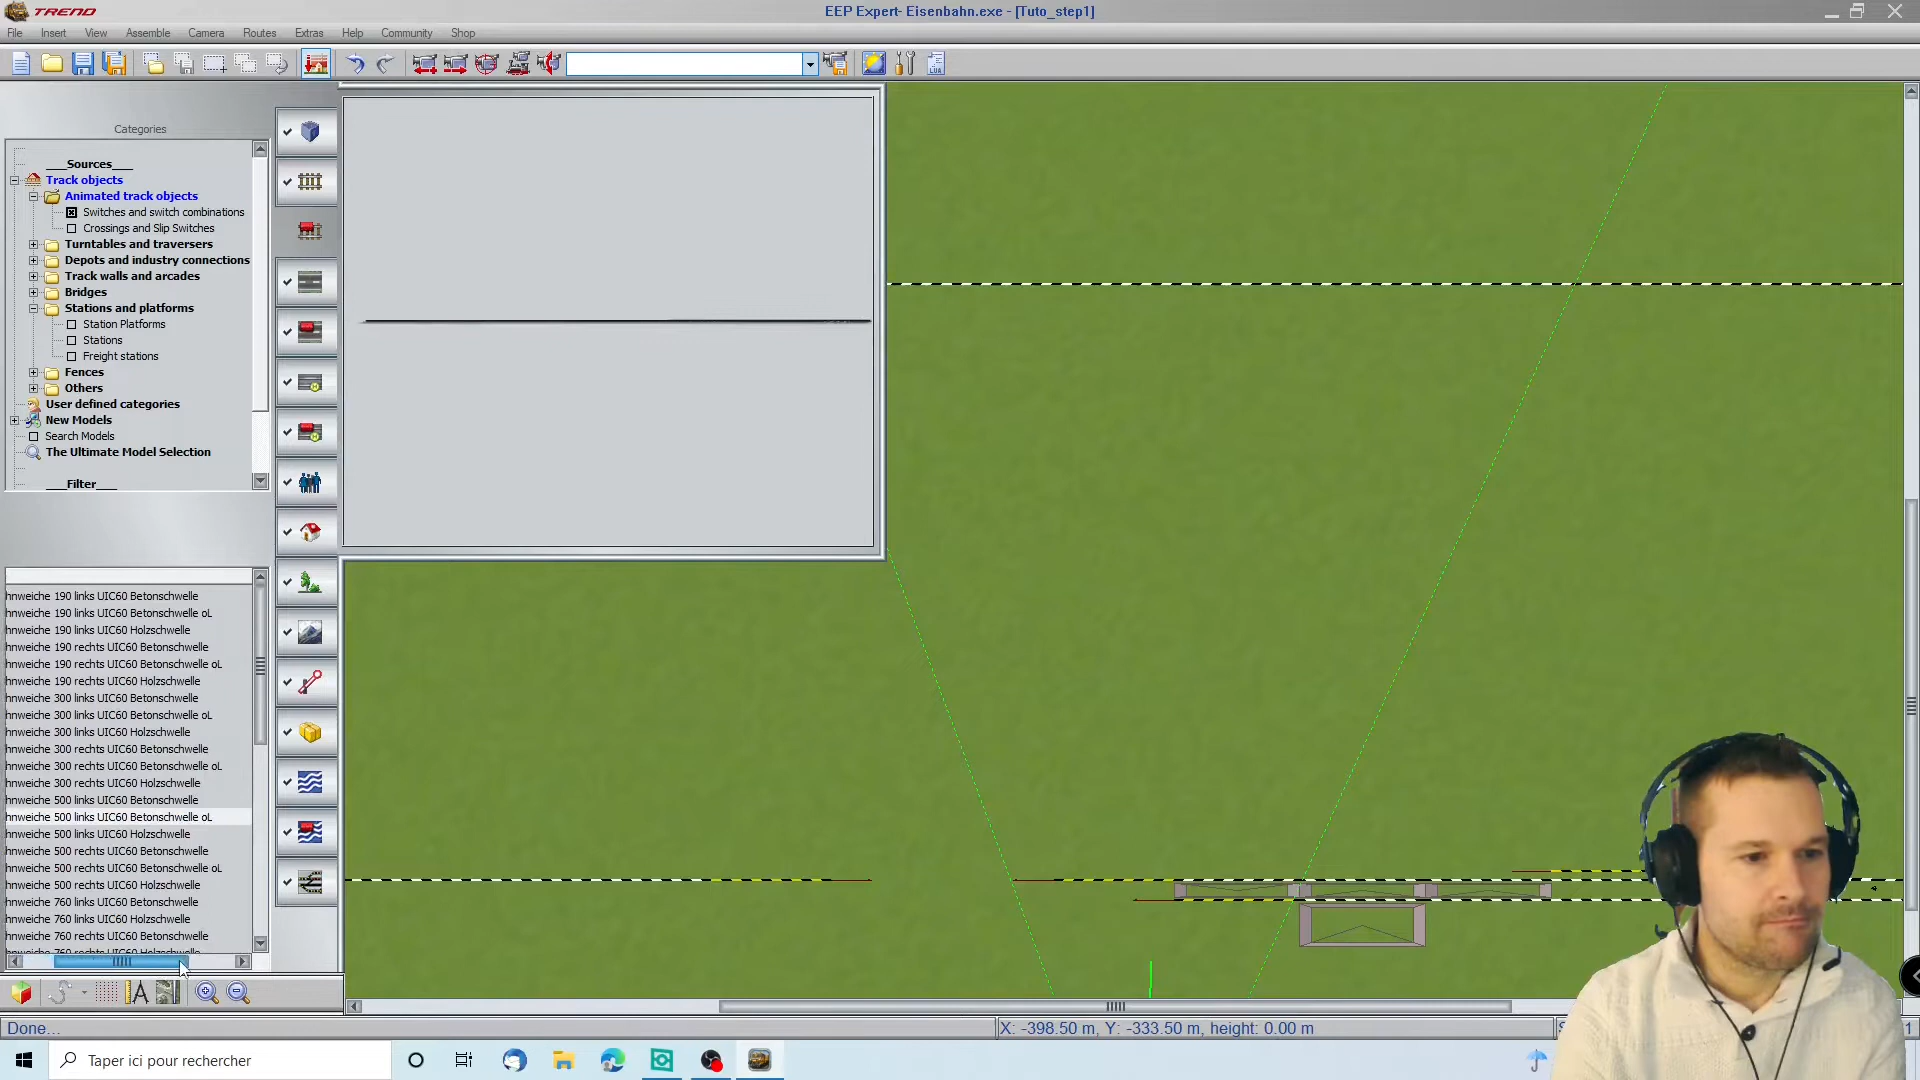 TREND
EEP Expert- Eisenbahn.exe - [Tuto_step1]
File Insert View Assemble Camera Routes Extras Help Community Shop
LUA
Categories
___Sources___
Track objects
Animated track objects
Switches and switch combinations
Crossings and Slip Switches
Turntables and traversers
Depots and industry connections
Track walls and arcades
Bridges
Stations and platforms
Station Platforms
Stations
Freight stations
Fences
Others
User defined categories
New Models
Search Models
The Ultimate Model Selection
___Filter___
hnweiche 190 links UIC60 Betonschwelle
hnweiche 190 links UIC60 Betonschwelle oL
hnweiche 190 links UIC60 Holzschwelle
hnweiche 190 rechts UIC60 Betonschwelle
hnweiche 190 rechts UIC60 Betonschwelle oL
hnweiche 190 rechts UIC60 Holzschwelle
hnweiche 300 links UIC60 Betonschwelle
hnweiche 300 links UIC60 Betonschwelle oL
hnweiche 300 links UIC60 Holzschwelle
hnweiche 300 rechts UIC60 Betonschwelle
hnweiche 300 rechts UIC60 Betonschwelle oL
hnweiche 300 rechts UIC60 Holzschwelle
hnweiche 500 links UIC60 Betonschwelle
hnweiche 500 links UIC60 Betonschwelle oL
hnweiche 500 links UIC60 Holzschwelle
hnweiche 500 rechts UIC60 Betonschwelle
hnweiche 500 rechts UIC60 Betonschwelle oL
hnweiche 500 rechts UIC60 Holzschwelle
hnweiche 760 links UIC60 Betonschwelle
hnweiche 760 links UIC60 Holzschwelle
hnweiche 760 rechts UIC60 Betonschwelle
hnweiche 760 rechts UIC60 Holzschwelle
Done...
X: -398.50 m, Y: -333.50 m, height: 0.00 m
Taper ici pour rechercher